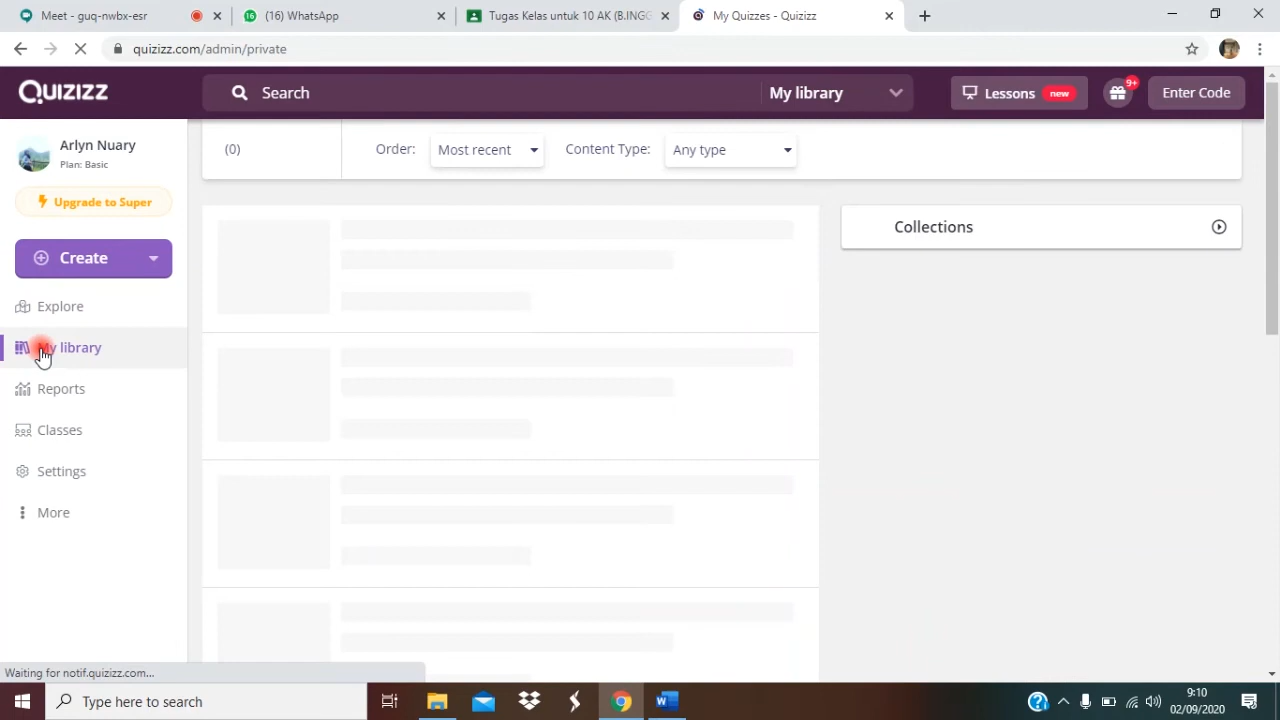 Meet - guq-nwbx-esr
(16) WhatsApp
Tugas Kelas untuk 10 AK (B.INGG
My Quizzes - Quizizz
quizizz.com/admin/private
Quizizz
Search
My library
Lessons new
9+
Enter Code
Arlyn Nuary
Plan: Basic
Upgrade to Super
Create
Explore
My library
Reports
Classes
Settings
More
(0)
Order:
Most recent
Content Type:
Any type
Collections
Waiting for notif.quizizz.com...
Type here to search
9:10
02/09/2020